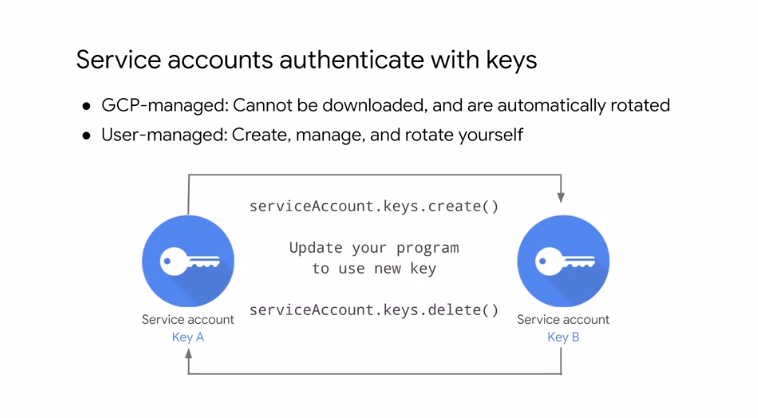 Service accounts authenticate with keys
● GCP-managed: Cannot be downloaded, and are automatically rotated
● User-managed: Create, manage, and rotate yourself
serviceAccount.keys.create()
Update your program
to use new key
serviceAccount.keys.delete()
Service account
Key A
Service account
Key B